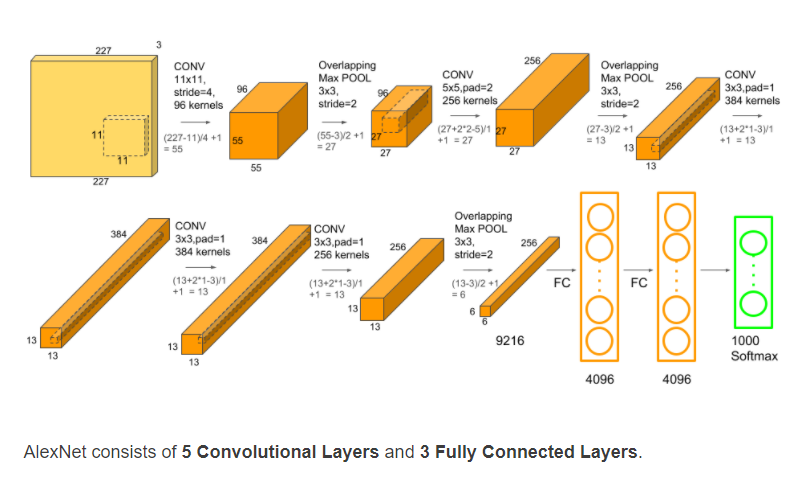 227
3
CONV
11x11,
stride=4,
96 kernels
(227-11)/4 +1
= 55
11
11
227
96
55
55
Overlapping
Max POOL
3x3,
stride=2
(55-3)/2 +1
= 27
96
27
27
CONV
5x5,pad=2
256 kernels
(27+2*2-5)/1
+1 = 27
256
27
27
Overlapping
Max POOL
3x3,
stride=2
(27-3)/2 +1
= 13
256
13
13
CONV
3x3,pad=1
384 kernels
(13+2*1-3)/1
+1 = 13
384
13
13
CONV
3x3,pad=1
384 kernels
(13+2*1-3)/1
+1 = 13
384
13
13
CONV
3x3,pad=1
256 kernels
(13+2*1-3)/1
+1 = 13
256
13
13
Overlapping
Max POOL
3x3,
stride=2
(13-3)/2 +1
= 6
256
6
6
9216
FC
4096
FC
4096
1000
Softmax
AlexNet consists of 5 Convolutional Layers and 3 Fully Connected Layers.